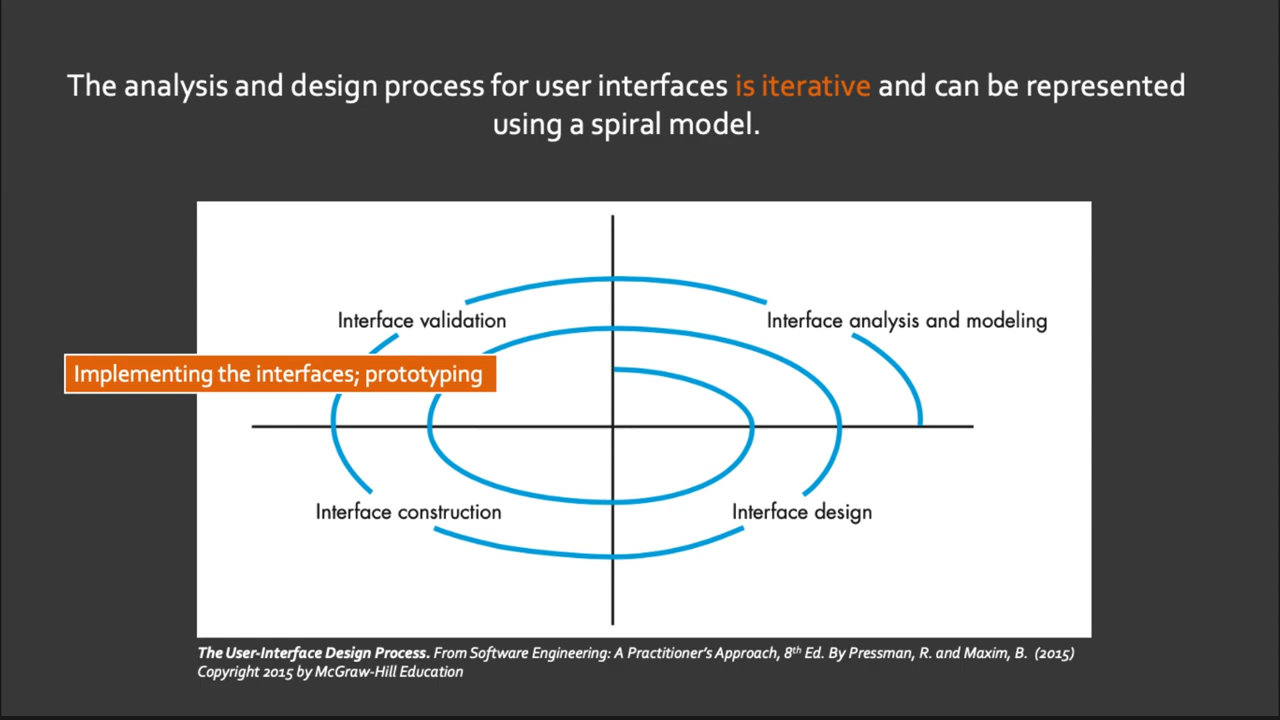 The analysis and design process for user interfaces is iterative and can be represented
using a spiral model.
Interface validation
Interface analysis and modeling
Implementing the interfaces; prototyping
Interface construction
Interface design
The User-Interface Design Process. From Software Engineering: A Practitioner's Approach, 8th Ed. By Pressman, R. and Maxim, B. (2015)
Copyright 2015 by McGraw-Hill Education